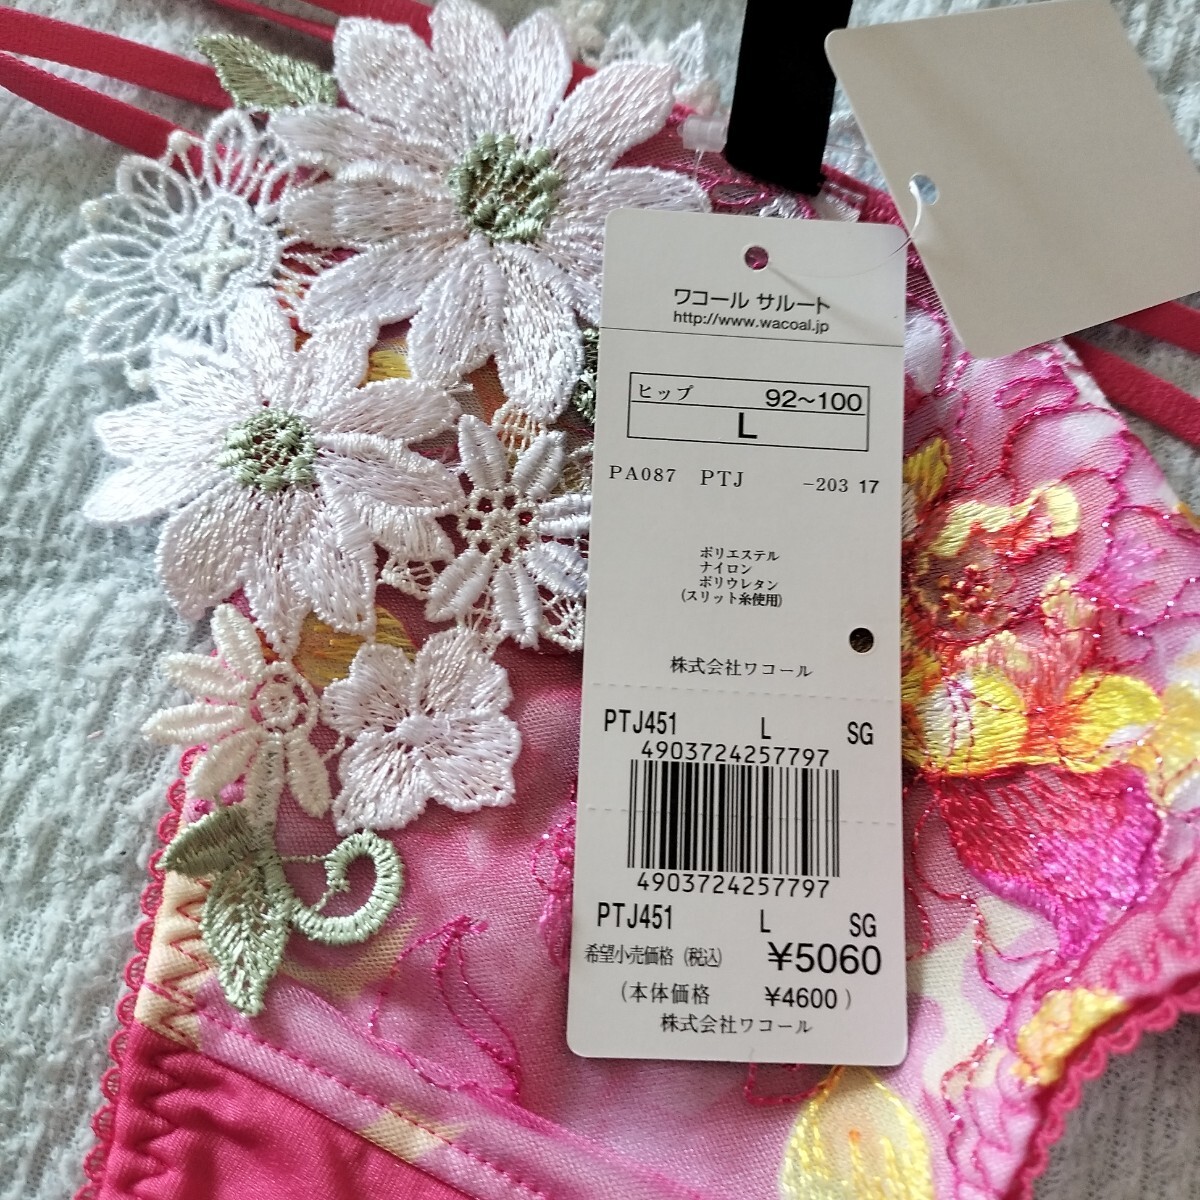 ワコール サルート
http://www.wacoal.jp
ヒップ 92~100
L
PA087 PTJ -203 17
ポリエステル
ナイロン
ポリウレタン
(スリット糸使用)
株式会社ワコール
PTJ451 L SG
4903724257797
4903724257797
PTJ451 L SG
希望小売価格 (税込) ¥5060
(本体価格 ¥4600)
株式会社ワコール